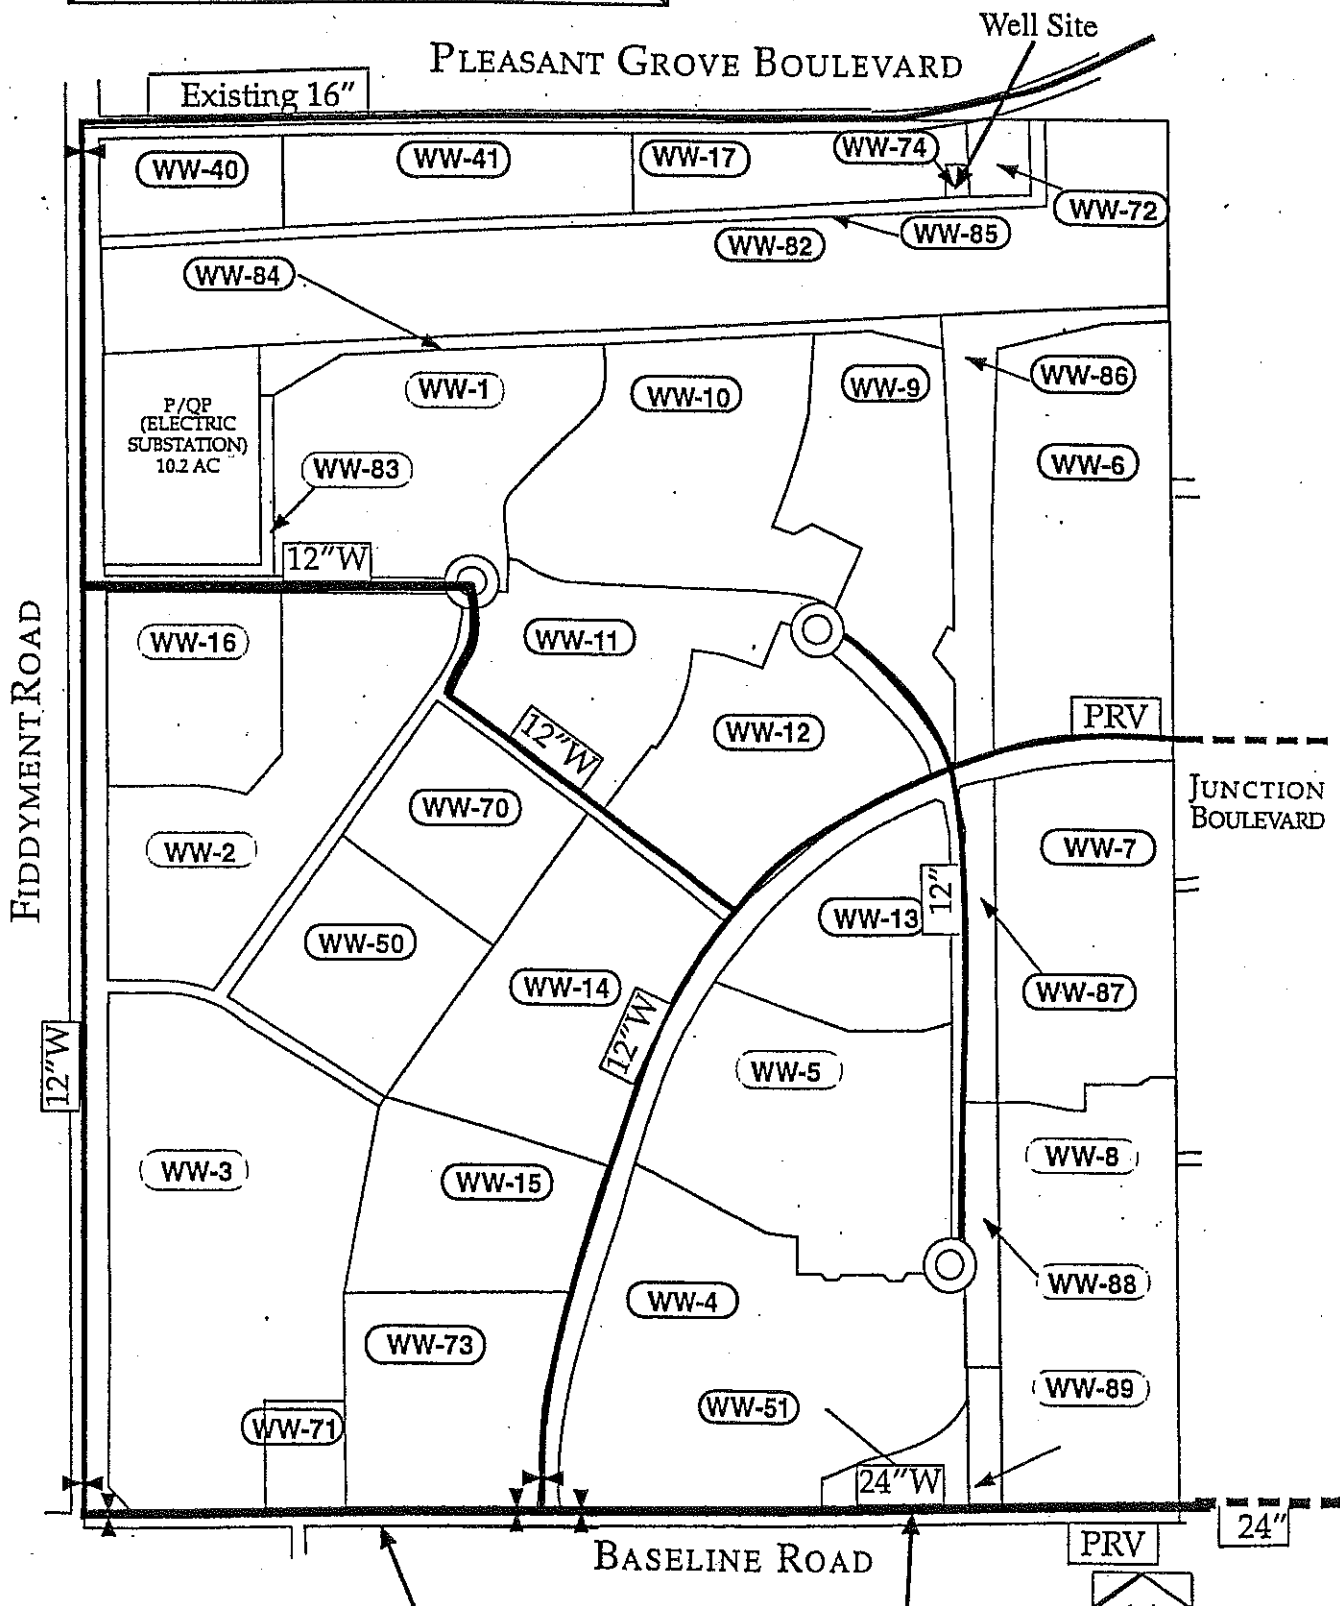 Well Site
PLEASANT GROVE BOULEVARD
Existing 16"
WW-40
WW-41
WW-17
WW-74
WW-72
WW-85
WW-82
WW-84
WW-1
WW-10
WW-9
WW-86
P/QP
(ELECTRIC
SUBSTATION)
10.2 AC
WW-83
WW-6
12"W
FIDDYMENT ROAD
WW-16
WW-11
WW-12
PRV
12"W
JUNCTION
BOULEVARD
WW-70
WW-2
WW-7
12"
WW-13
WW-50
WW-14
WW-87
12"W
12"W
WW-5
WW-3
WW-15
WW-8
WW-88
WW-4
WW-73
WW-89
WW-51
WW-71
24"W
24"
BASELINE ROAD
PRV